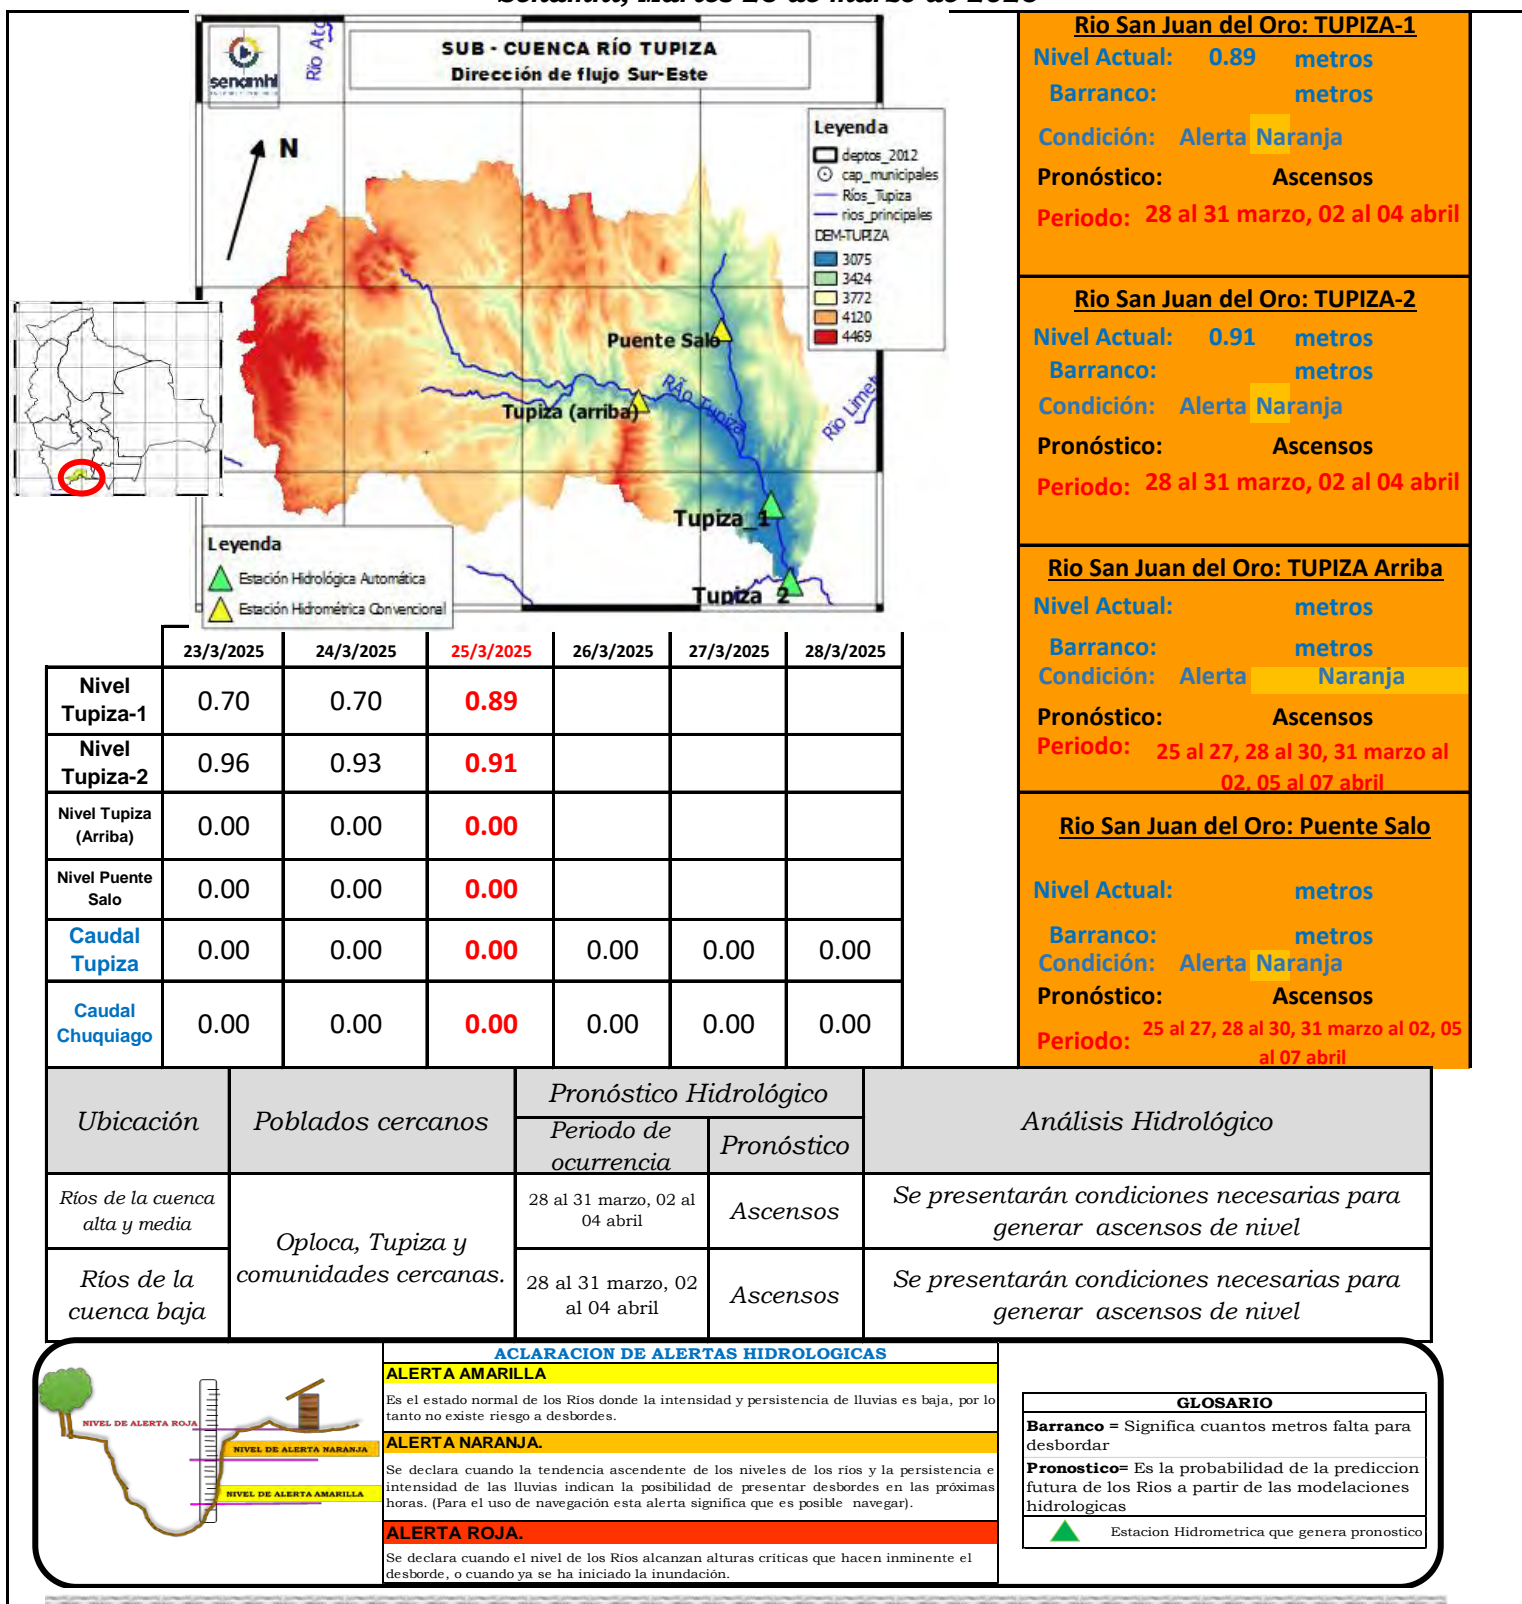 SUB - CUENCA RÍO TUPIZA
Dirección de flujo Sur-Este
senamhi
N
Leyenda
deptos_2012
cap_municipales
Ríos_Tupiza
rios_principales
DEM-TUPIZA
3075
3424
3772
4120
4469
Puente Salo
Tupiza (arriba)
RÃo Tupiza
Tupiza_1
Tupiza_2
Leyenda
Estación Hidrológica Automática
Estación Hidrométrica Convencional
Rio San Juan del Oro: TUPIZA-1
Nivel Actual: 0.89 metros
Barranco: metros
Condición: Alerta Naranja
Pronóstico: Ascensos
Periodo: 28 al 31 marzo, 02 al 04 abril
Rio San Juan del Oro: TUPIZA-2
Nivel Actual: 0.91 metros
Barranco: metros
Condición: Alerta Naranja
Pronóstico: Ascensos
Periodo: 28 al 31 marzo, 02 al 04 abril
Rio San Juan del Oro: TUPIZA Arriba
Nivel Actual: metros
Barranco: metros
Condición: Alerta Naranja
Pronóstico: Ascensos
Periodo: 25 al 27, 28 al 30, 31 marzo al
02, 05 al 07 abril
Rio San Juan del Oro: Puente Salo
Nivel Actual: metros
Barranco: metros
Condición: Alerta Naranja
Pronóstico: Ascensos
Periodo: 25 al 27, 28 al 30, 31 marzo al 02, 05
al 07 abril
23/3/2025 24/3/2025 25/3/2025 26/3/2025 27/3/2025 28/3/2025
Nivel
Tupiza-1 0.70 0.70 0.89
Nivel
Tupiza-2 0.96 0.93 0.91
Nivel Tupiza
(Arriba) 0.00 0.00 0.00
Nivel Puente
Salo 0.00 0.00 0.00
Caudal
Tupiza 0.00 0.00 0.00 0.00 0.00 0.00
Caudal
Chuquiago 0.00 0.00 0.00 0.00 0.00 0.00
Ubicación Poblados cercanos Pronóstico Hidrológico Análisis Hidrológico
Periodo de
ocurrencia Pronóstico
Ríos de la cuenca
alta y media
Oploca, Tupiza y
comunidades cercanas.
28 al 31 marzo, 02 al
04 abril
Ascensos
Se presentarán condiciones necesarias para
generar ascensos de nivel
Ríos de la
cuenca baja
28 al 31 marzo, 02
al 04 abril
Ascensos
Se presentarán condiciones necesarias para
generar ascensos de nivel
NIVEL DE ALERTA ROJA
NIVEL DE ALERTA NARANJA
NIVEL DE ALERTA AMARILLA
ACLARACION DE ALERTAS HIDROLOGICAS
ALERTA AMARILLA
Es el estado normal de los Rios donde la intensidad y persistencia de lluvias es baja, por lo
tanto no existe riesgo a desbordes.
ALERTA NARANJA.
Se declara cuando la tendencia ascendente de los niveles de los rios y la persistencia e
intensidad de las lluvias indican la posibilidad de presentar desbordes en las próximas
horas. (Para el uso de navegación esta alerta significa que es posible navegar).
ALERTA ROJA.
Se declara cuando el nivel de los Rios alcanzan alturas criticas que hacen inminente el
desborde, o cuando ya se ha iniciado la inundación.
GLOSARIO
Barranco = Significa cuantos metros falta para
desbordar
Pronostico= Es la probabilidad de la prediccion
futura de los Rios a partir de las modelaciones
hidrologicas
Estacion Hidrometrica que genera pronostico